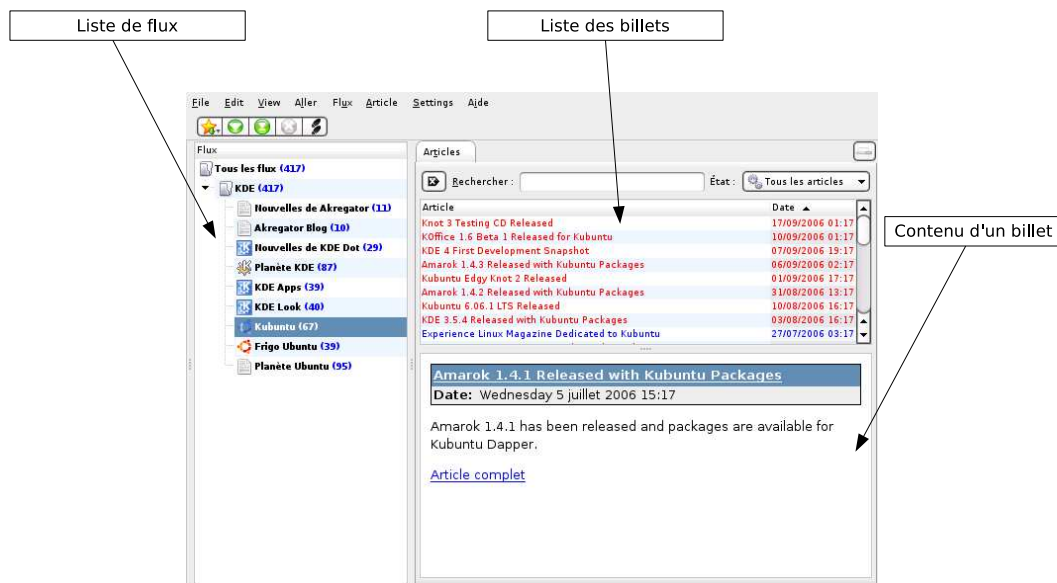 Liste de flux
Liste des billets
File Edit View Aller Flux Article Settings Aide
Flux
Tous les flux (417)
KDE (417)
Nouvelles de Akregator (11)
Akregator Blog (10)
Nouvelles de KDE Dot (29)
Planète KDE (87)
KDE Apps (39)
KDE Look (40)
Kubuntu (67)
Frigo Ubuntu (39)
Planète Ubuntu (95)
Articles
Rechercher : État : Tous les articles
Article Date
Knot 3 Testing CD Released 17/09/2006 01:17
KOffice 1.6 Beta 1 Released for Kubuntu 10/09/2006 01:17
KDE 4 First Development Snapshot 07/09/2006 19:17
Amarok 1.4.3 Released with Kubuntu Packages 06/09/2006 02:17
Kubuntu Edgy Knot 2 Released 01/09/2006 17:17
Amarok 1.4.2 Released with Kubuntu Packages 31/08/2006 13:17
Kubuntu 6.06.1 LTS Released 10/08/2006 16:17
KDE 3.5.4 Released with Kubuntu Packages 03/08/2006 16:17
Experience Linux Magazine Dedicated to Kubuntu 27/07/2006 03:17
Contenu d'un billet
Amarok 1.4.1 Released with Kubuntu Packages
Date: Wednesday 5 juillet 2006 15:17
Amarok 1.4.1 has been released and packages are available for
Kubuntu Dapper.
Article complet